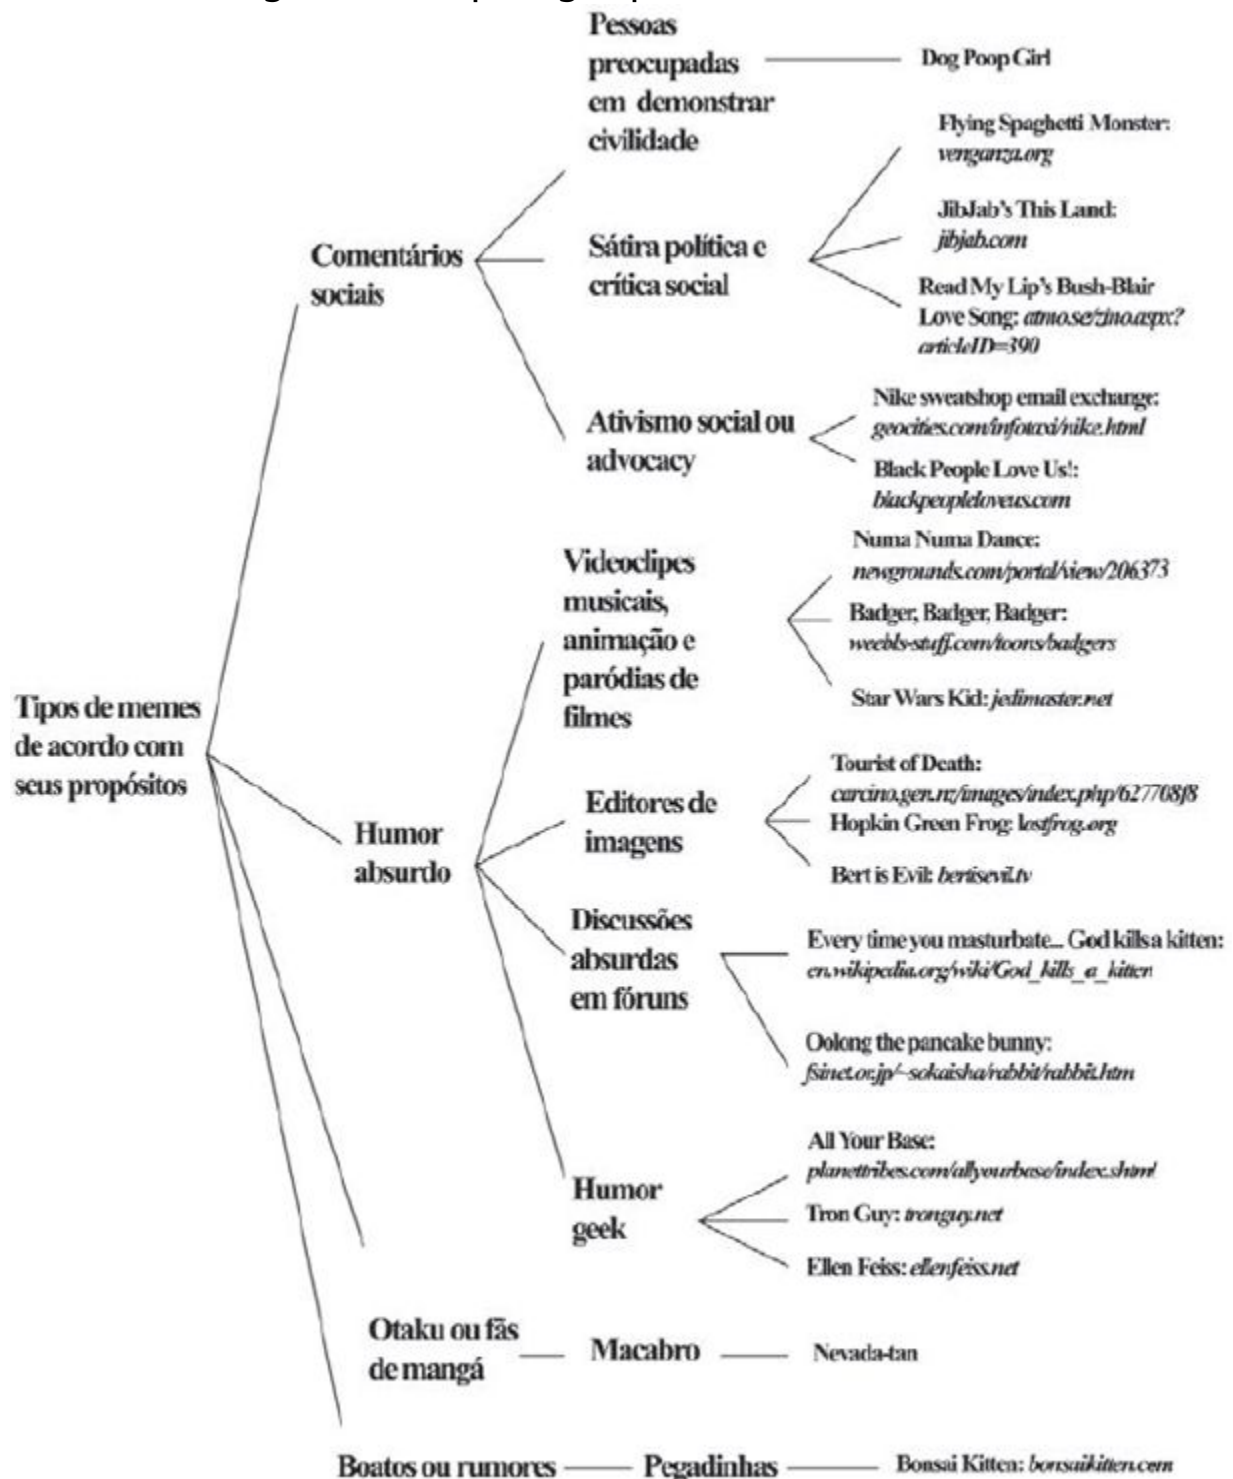 Pessoas
preocupadas
em demonstrar
civilidade
Dog Poop Girl
Flying Spaghetti Monster:
venganza.org
Comentários
sociais
Sátira política e
crítica social
JibJab's This Land:
jibjab.com
Read My Lip's Bush-Blair
Love Song: atmo.se/zino.aspx?
articleID=390
Ativismo social ou
advocacy
Nike sweatshop email exchange:
geocities.com/infotaxi/nike.html
Black People Love Us!:
blackpeopleloveus.com
Videoclipes
musicais,
animação e
paródias de
filmes
Numa Numa Dance:
newgrounds.com/portal/view/206373
Badger, Badger, Badger:
weebls-stuff.com/toons/badgers
Star Wars Kid: jedimaster.net
Tipos de memes
de acordo com
seus propósitos
Humor
absurdo
Editores de
imagens
Tourist of Death:
carcino.gen.nz/images/index.php/627708f8
Hopkin Green Frog: lostfrog.org
Bert is Evil: bertisevil.tv
Discussões
absurdas
em fóruns
Every time you masturbate... God kills a kitten:
en.wikipedia.org/wiki/God_kills_a_kitten
Oolong the pancake bunny:
fsinet.or.jp/~sokaisha/rabbit/rabbit.htm
Humor
geek
All Your Base:
planettribes.com/allyourbase/index.shtml
Tron Guy: tronguy.net
Ellen Feiss: ellenfeiss.net
Otaku ou fãs
de mangá
Macabro
Nevada-tan
Boatos ou rumores
Pegadinhas
Bonsai Kitten: bonsaikitten.com